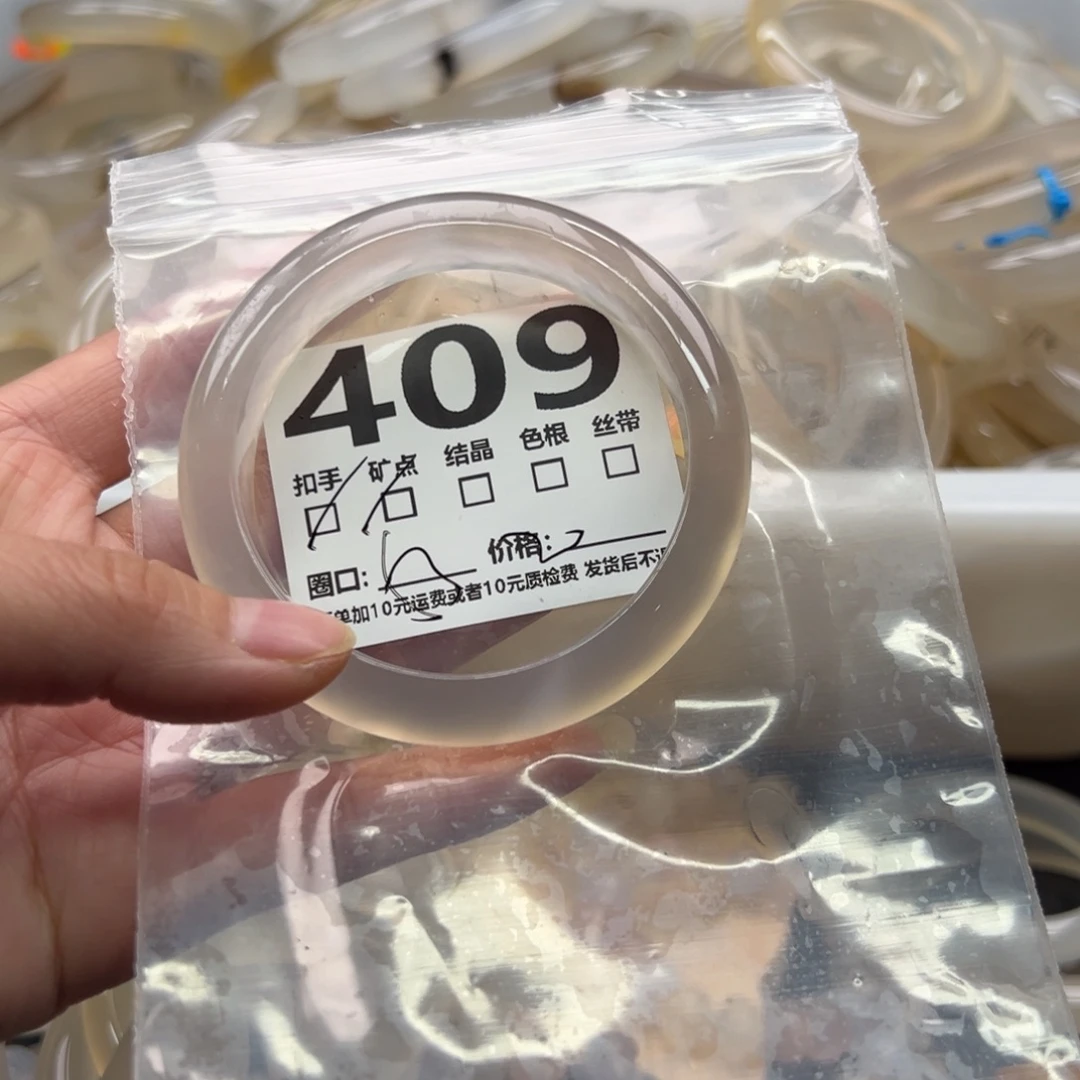 409
扣手 矿点 结晶 色根 丝带
圈口: 价格:
单加10元运费或者10元质检费 发货后不退